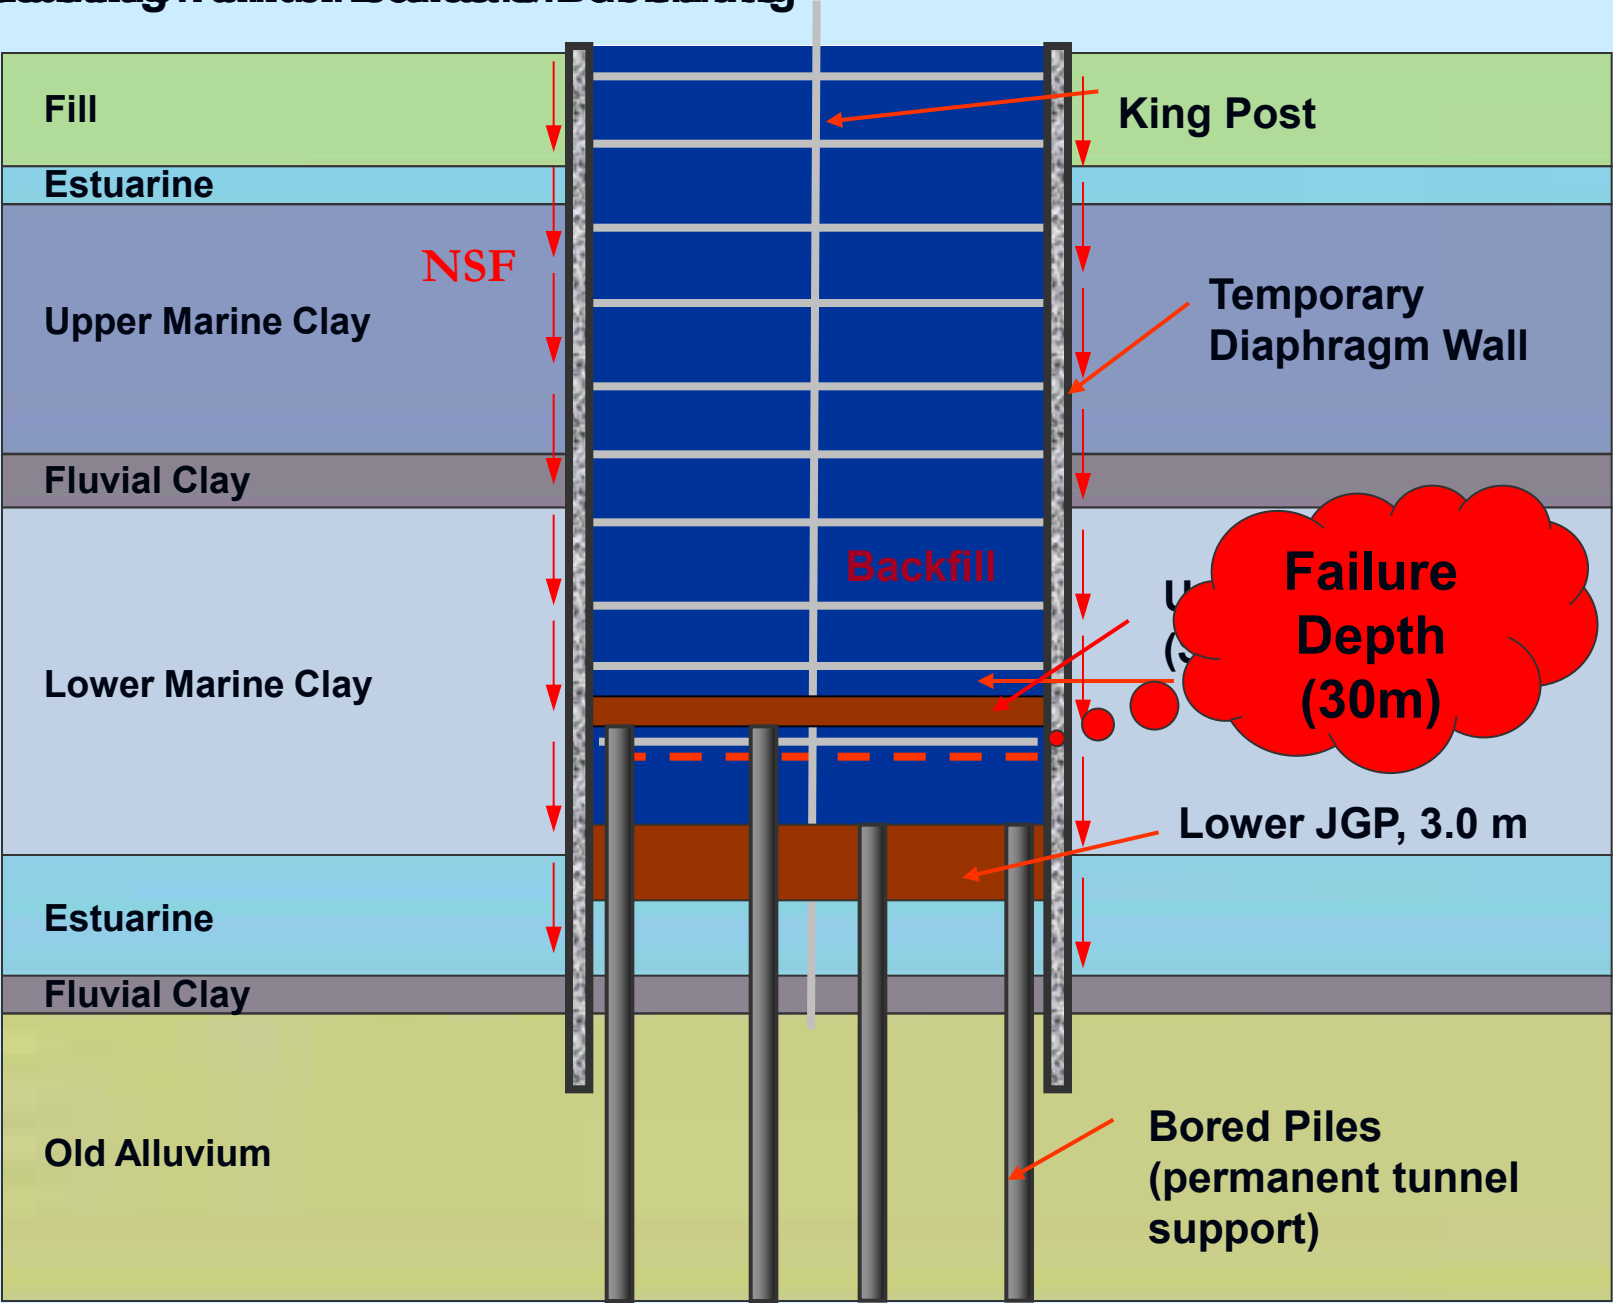 Fill
King Post
Estuarine
NSF
Temporary
Diaphragm Wall
Upper Marine Clay
Fluvial Clay
Backfill
Failure
Depth
(30m)
Lower Marine Clay
Lower JGP, 3.0 m
Estuarine
Fluvial Clay
Old Alluvium
Bored Piles
(permanent tunnel
support)